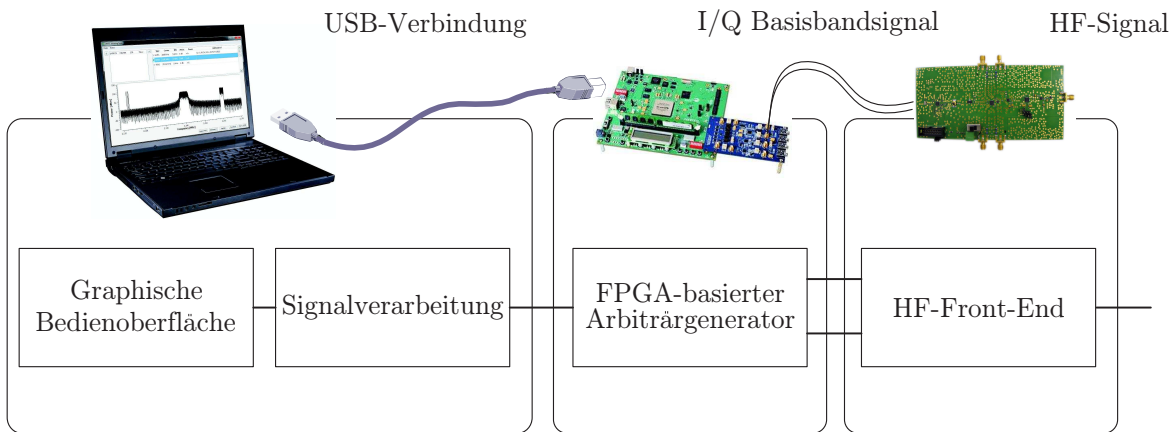 USB-Verbindung
I/Q Basisbandsignal
HF-Signal
Graphische
Bedienoberfläche
Signalverarbeitung
FPGA-basierter
Arbiträrgenerator
HF-Front-End